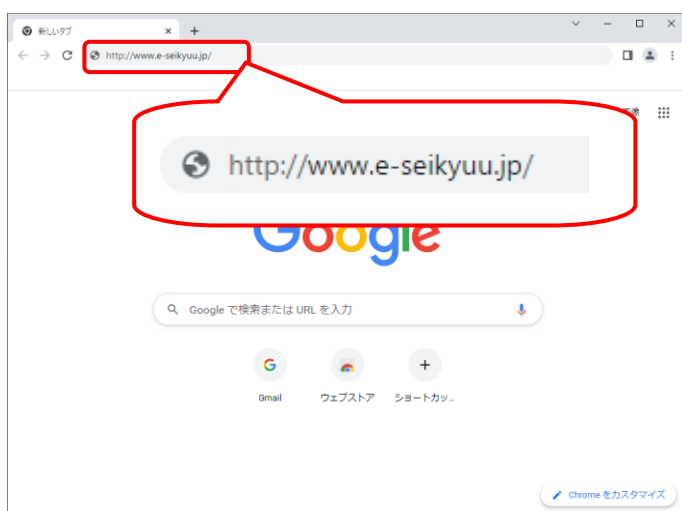 新しいタブ
http://www.e-seikyuu.jp/
画像
http://www.e-seikyuu.jp/
Google
Google で検索または URL を入力
Gmail
ウェブストア
ショートカッ...
Chrome をカスタマイズ